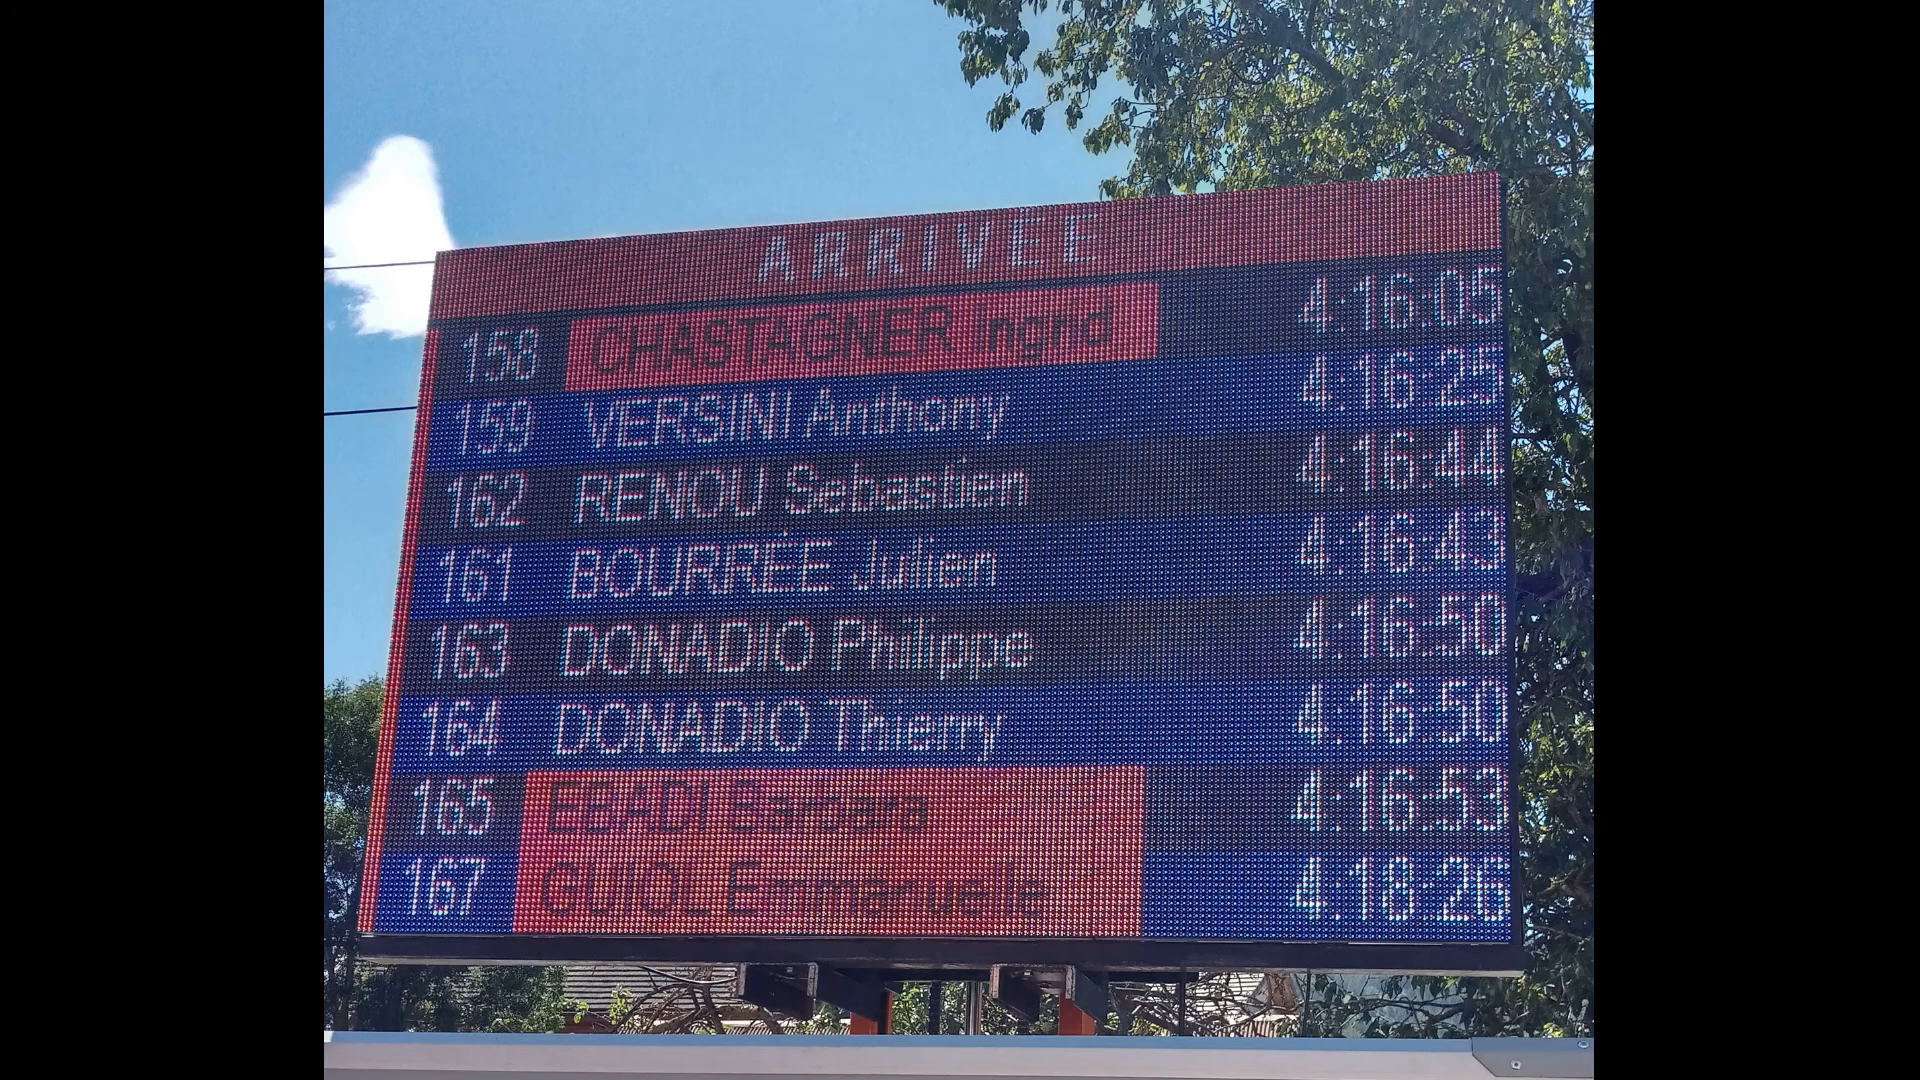 ARRIVÉE
158 CHASTAGNER Ingrid 4:16:05
159 VERSINI Anthony 4:16:25
162 RENOU Sebastien 4:16:44
161 BOURRÉE Julien 4:16:43
163 DONADIO Philippe 4:16:50
164 DONADIO Thierry 4:16:50
165 EBADI Barbara 4:16:53
167 GUIOL Emmanuelle 4:18:26